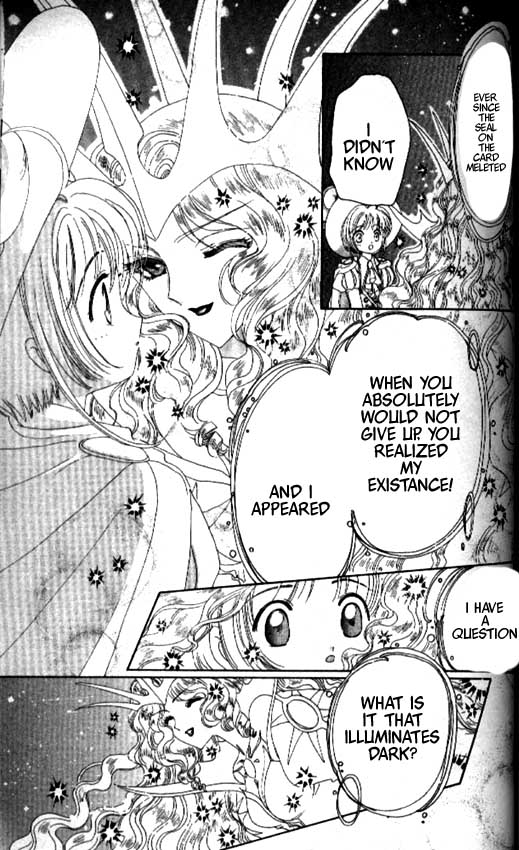 EVER
SINCE
THE
SEAL
ON THE
CARD
MELETED
I
DIDN'T
KNOW
WHEN YOU
ABSOLUTELY
WOULD NOT
GIVE UP. YOU
REALIZED
MY
EXISTANCE!
AND I
APPEARED
I HAVE
A
QUESTION
WHAT IS
IT THAT
ILLLUMINATES
DARK?